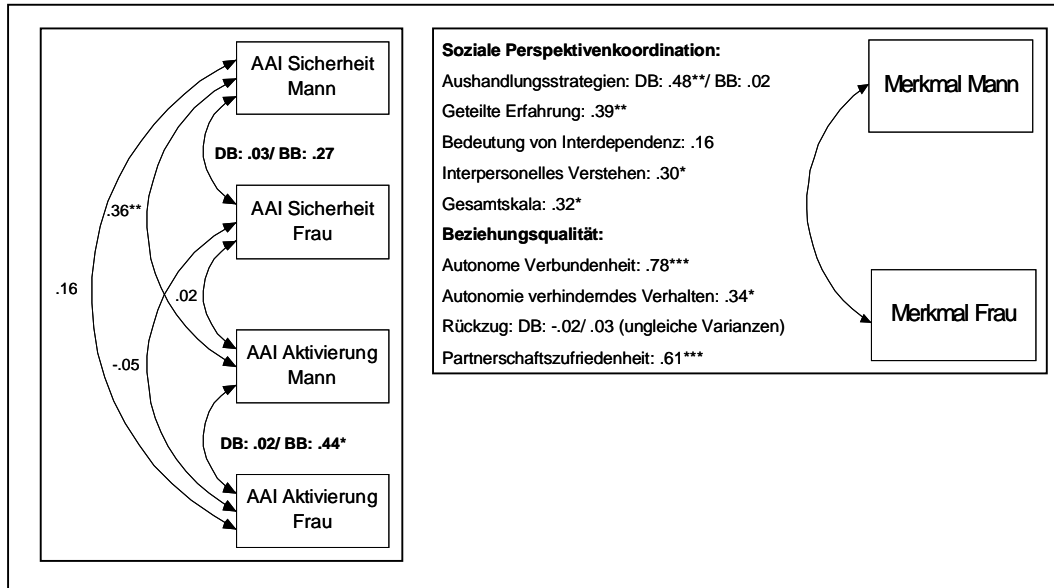 AAI Sicherheit
Mann
DB: .03/ BB: .27
.36**
AAI Sicherheit
Frau
.16
.02
-.05
AAI Aktivierung
Mann
DB: .02/ BB: .44*
AAI Aktivierung
Frau
Soziale Perspektivenkoordination:
Aushandlungsstrategien: DB: .48**/ BB: .02
Geteilte Erfahrung: .39**
Bedeutung von Interdependenz: .16
Interpersonelles Verstehen: .30*
Gesamtskala: .32*
Beziehungsqualität:
Autonome Verbundenheit: .78***
Autonomie verhinderndes Verhalten: .34*
Rückzug: DB: -.02/ .03 (ungleiche Varianzen)
Partnerschaftszufriedenheit: .61***
Merkmal Mann
Merkmal Frau